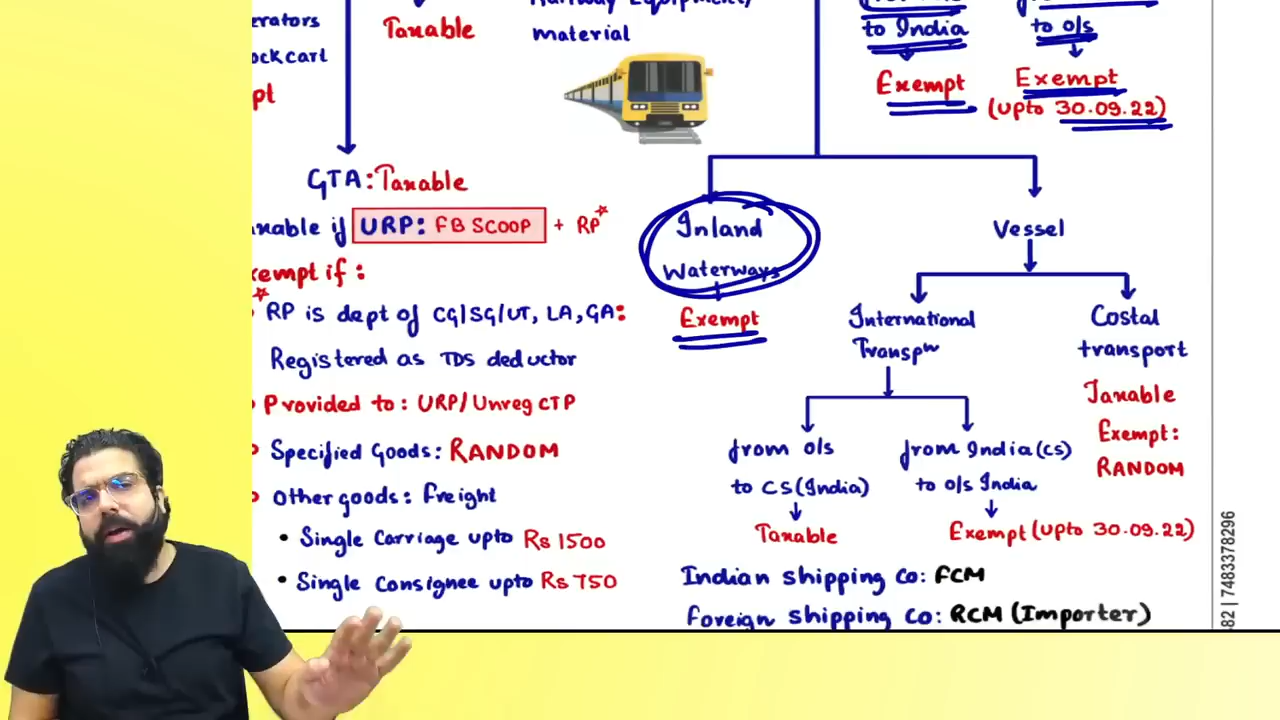 erators
ockcart
pt
Taxable
Railway Equipment/
material
to India
Exempt
to o/s
Exempt
(upto 30.09.22)
GTA: Taxable
axable if URP: FB SCOOP + RP*
xempt if:
* RP is dept of CG/SG/UT, LA, GA:
Registered as TDS deductor
Provided to: URP/Unreg CTP
Specified Goods: RANDOM
Other goods: Freight
• Single Carriage upto Rs 1500
• Single Consignee upto Rs 750
Inland
Waterways
Exempt
Vessel
International
Transpn
from o/s
to CS (India)
Taxable
from India (CS)
to o/s India
Exempt (upto 30.09.22)
Costal
transport
Taxable
Exempt:
RANDOM
Indian shipping Co: FCM
Foreign shipping Co: RCM (Importer)
82 | 7483378296